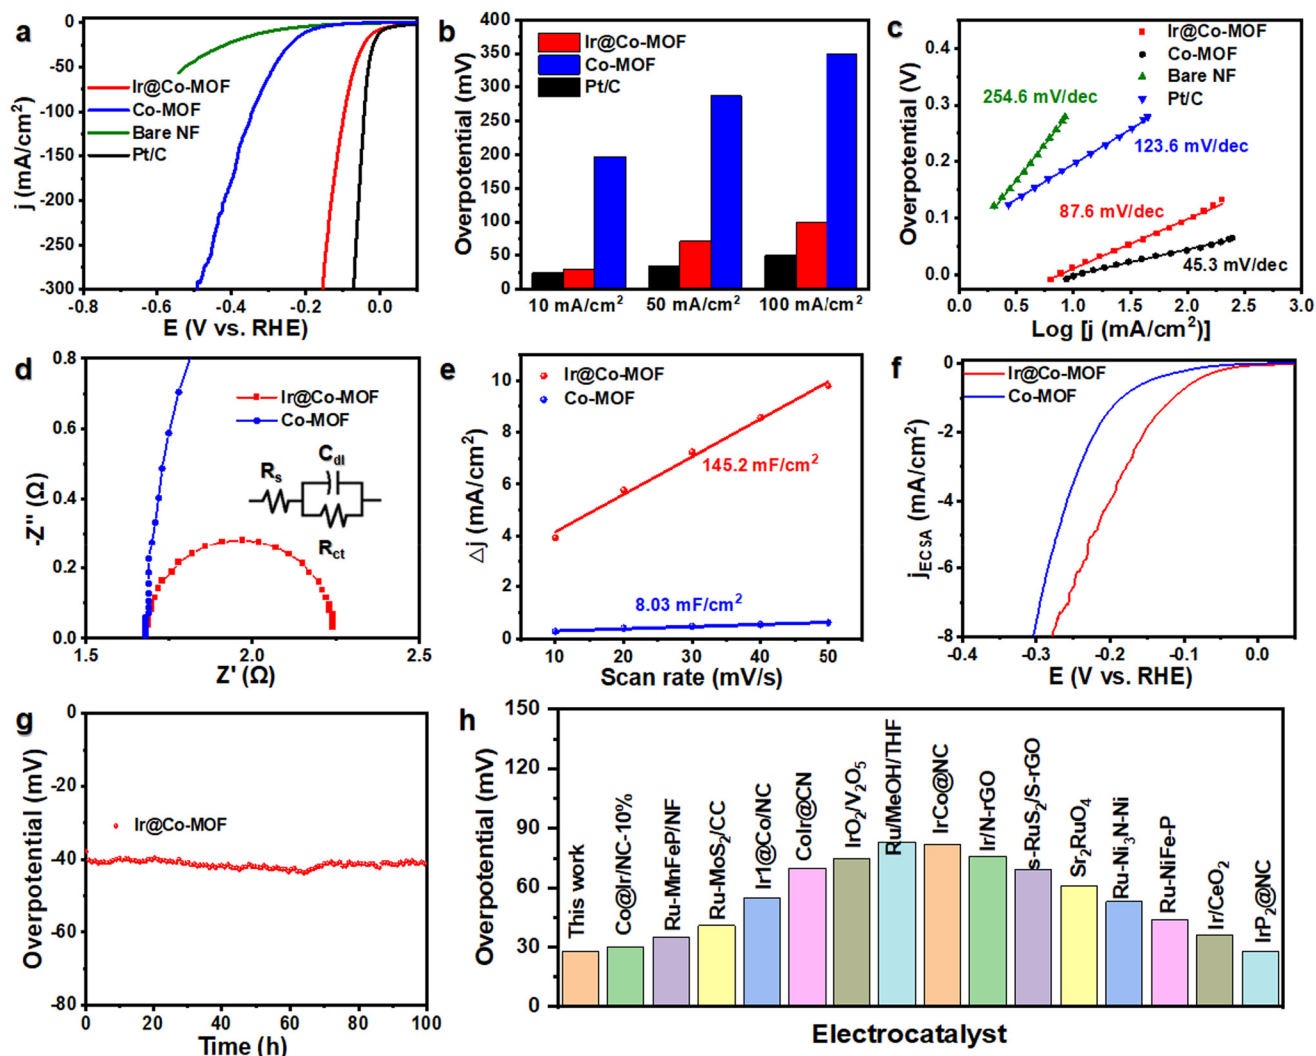 a
j (mA/cm²)
0
-50
-100
-150
-200
-250
-300
Ir@Co-MOF
Co-MOF
Bare NF
Pt/C
-0.8
-0.6
-0.4
-0.2
0.0
E (V vs. RHE)
b
Overpotential (mV)
400
350
300
250
200
150
100
50
0
Ir@Co-MOF
Co-MOF
Pt/C
10 mA/cm²
50 mA/cm²
100 mA/cm²
c
Overpotential (V)
0.4
0.3
0.2
0.1
0.0
Ir@Co-MOF
Co-MOF
Bare NF
Pt/C
254.6 mV/dec
123.6 mV/dec
87.6 mV/dec
45.3 mV/dec
0.0
0.5
1.0
1.5
2.0
2.5
3.0
Log [j (mA/cm²)]
d
-Z'' (Ω)
0.8
0.6
0.4
0.2
0.0
Ir@Co-MOF
Co-MOF
Rs
Cdl
Rct
1.5
2.0
2.5
Z' (Ω)
e
△j (mA/cm²)
10
8
6
4
2
0
Ir@Co-MOF
Co-MOF
145.2 mF/cm²
8.03 mF/cm²
10
20
30
40
50
Scan rate (mV/s)
f
jECSA (mA/cm²)
0
-2
-4
-6
-8
Ir@Co-MOF
Co-MOF
-0.4
-0.3
-0.2
-0.1
0.0
E (V vs. RHE)
g
Overpotential (mV)
0
-20
-40
-60
-80
Ir@Co-MOF
0
20
40
60
80
100
Time (h)
h
Overpotential (mV)
150
120
90
60
30
0
This work
Co@Ir/NC-10%
Ru-MnFeP/NF
Ru-MoS₂/CC
Ir1@Co/NC
CoIr@CN
IrO₂/V₂O₅
Ru/MeOH/THF
IrCo@NC
Ir/N-rGO
s-RuS₂/S-rGO
Sr₂RuO₄
Ru-Ni₃N-Ni
Ru-NiFe-P
Ir/CeO₂
IrP₂@NC
Electrocatalyst